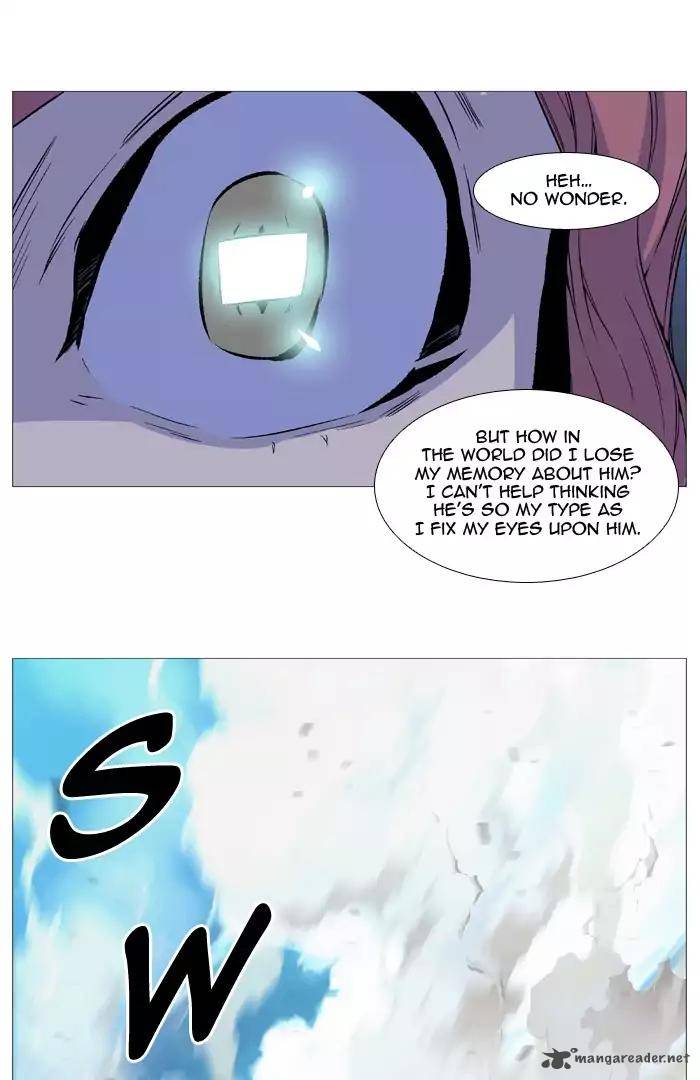 HEH...
NO WONDER.
BUT HOW IN
THE WORLD DID I LOSE
MY MEMORY ABOUT HIM?
I CAN'T HELP THINKING
HE'S SO MY TYPE AS
I FIX MY EYES UPON HIM.
S
W
mangareader.net